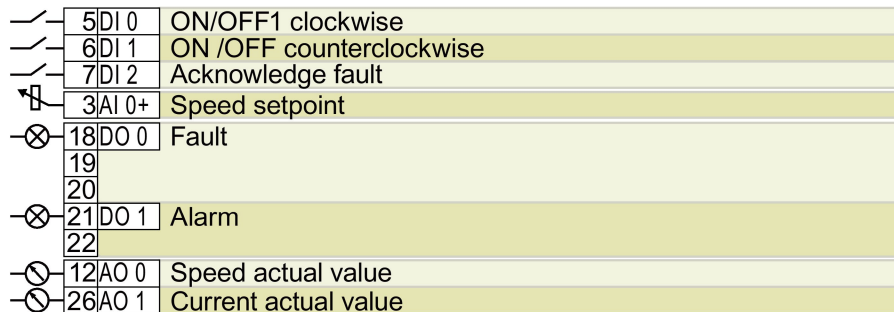 5 DI 0 ON/OFF1 clockwise
6 DI 1 ON /OFF counterclockwise
7 DI 2 Acknowledge fault
3 AI 0+ Speed setpoint
18 DO 0 Fault
19
20
21 DO 1 Alarm
22
12 AO 0 Speed actual value
26 AO 1 Current actual value